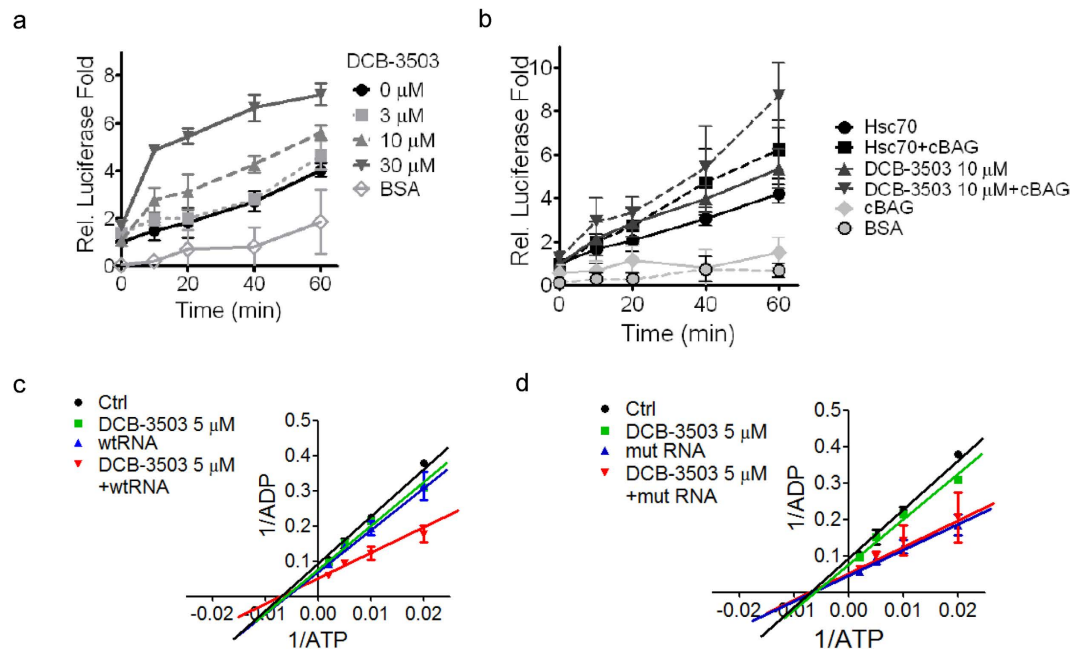 a
DCB-3503
Rel. Luciferase Fold
8
6
4
2
0
0 20 40 60
Time (min)
0 μM
3 μM
10 μM
30 μM
BSA
b
Rel. Luciferase Fold
10
8
6
4
2
0
0 20 40 60
Time (min)
Hsc70
Hsc70+cBAG
DCB-3503 10 μM
DCB-3503 10 μM+cBAG
cBAG
BSA
c
Ctrl
DCB-3503 5 μM
wtRNA
DCB-3503 5 μM
+wtRNA
1/ADP
0.5
0.4
0.3
0.2
0.1
-0.02 -0.01 0.00 0.01 0.02
1/ATP
d
Ctrl
DCB-3503 5 μM
mut RNA
DCB-3503 5 μM
+mut RNA
1/ADP
0.5
0.4
0.3
0.2
0.1
-0.02 -0.01 0.00 0.01 0.02
1/ATP